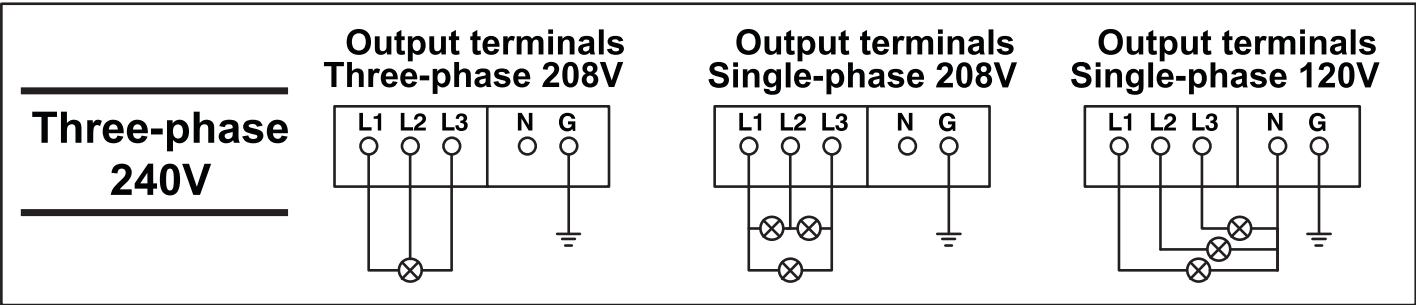 Three-phase
240V
Output terminals
Three-phase 208V
L1 L2 L3 N G
Output terminals
Single-phase 208V
L1 L2 L3 N G
Output terminals
Single-phase 120V
L1 L2 L3 N G